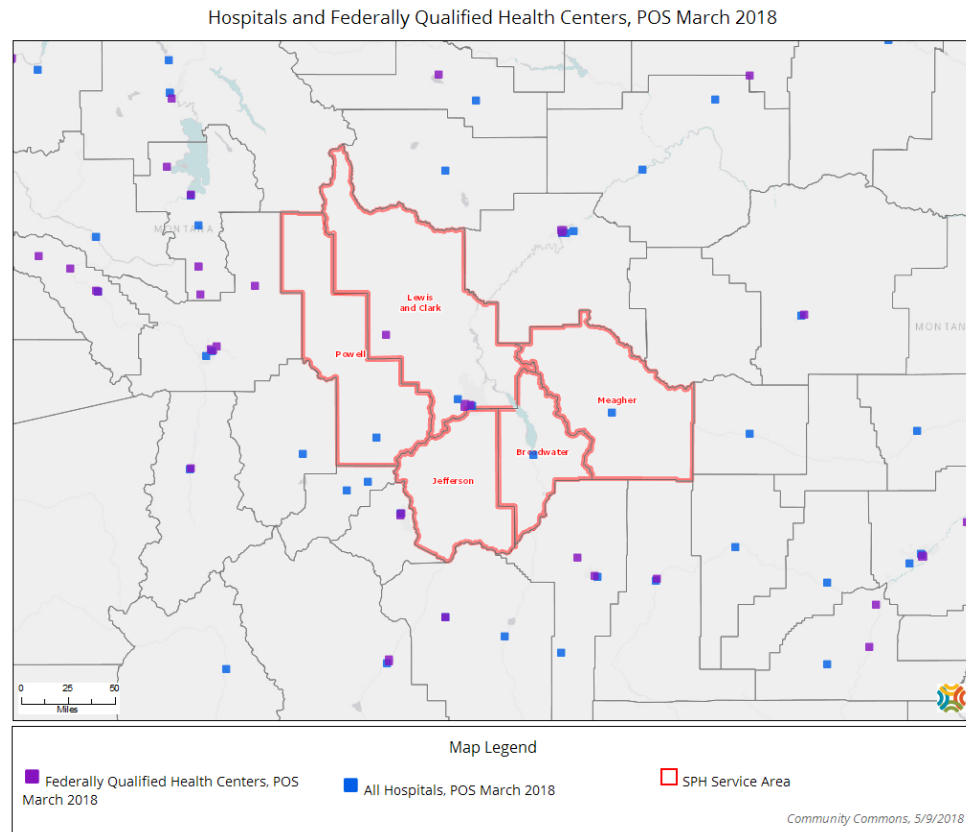 Hospitals and Federally Qualified Health Centers, POS March 2018
MONTANA
Lewis
and Clark
MONTAN
Powell
Meagher
Broadwater
Jefferson
0 25 50
Miles
Map Legend
Federally Qualified Health Centers, POS
March 2018
All Hospitals, POS March 2018
SPH Service Area
Community Commons, 5/9/2018